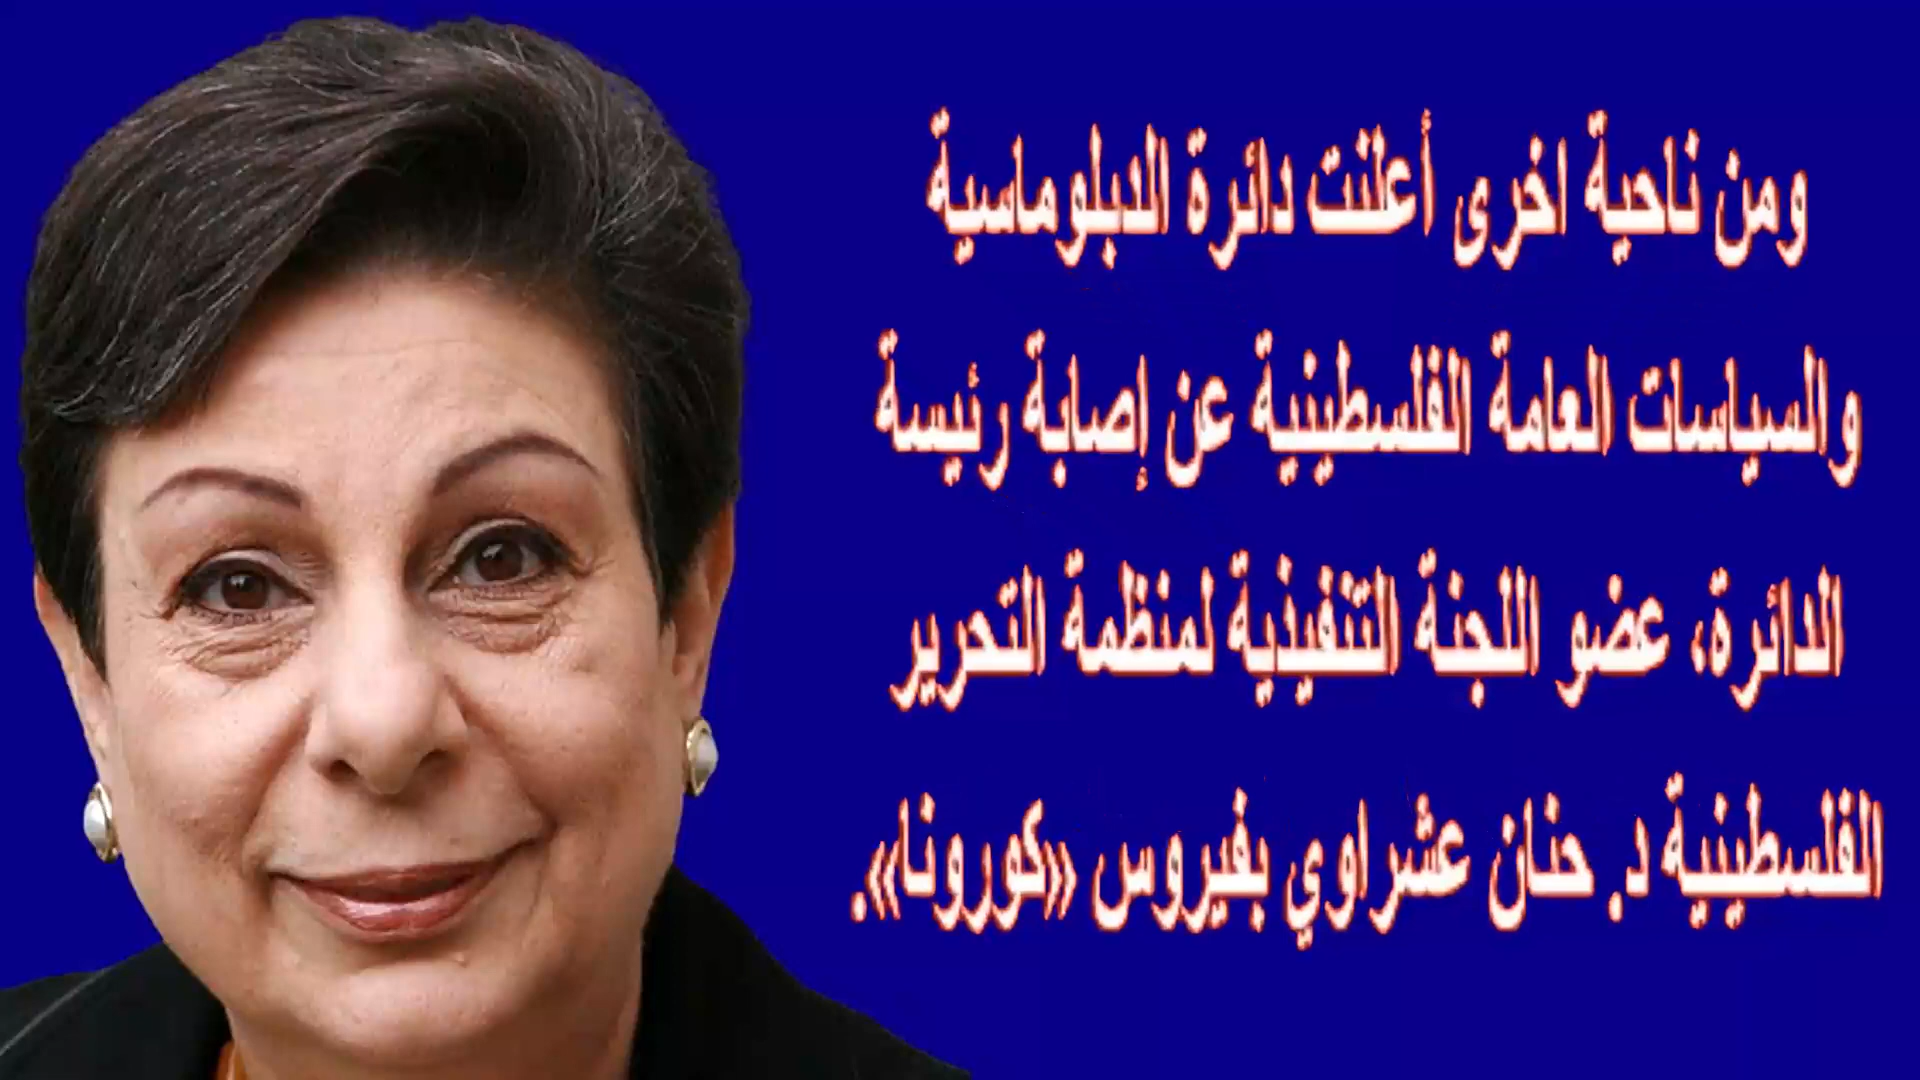 ومن ناحية اخرى أعلنت دائرة الدبلوماسية
والسياسات العامة الفلسطينية عن إصابة رئيسة
الدائرة، عضو اللجنة التنفيذية لمنظمة التحرير
الفلسطينية د. حنان عشراوي بفيروس «كورونا».